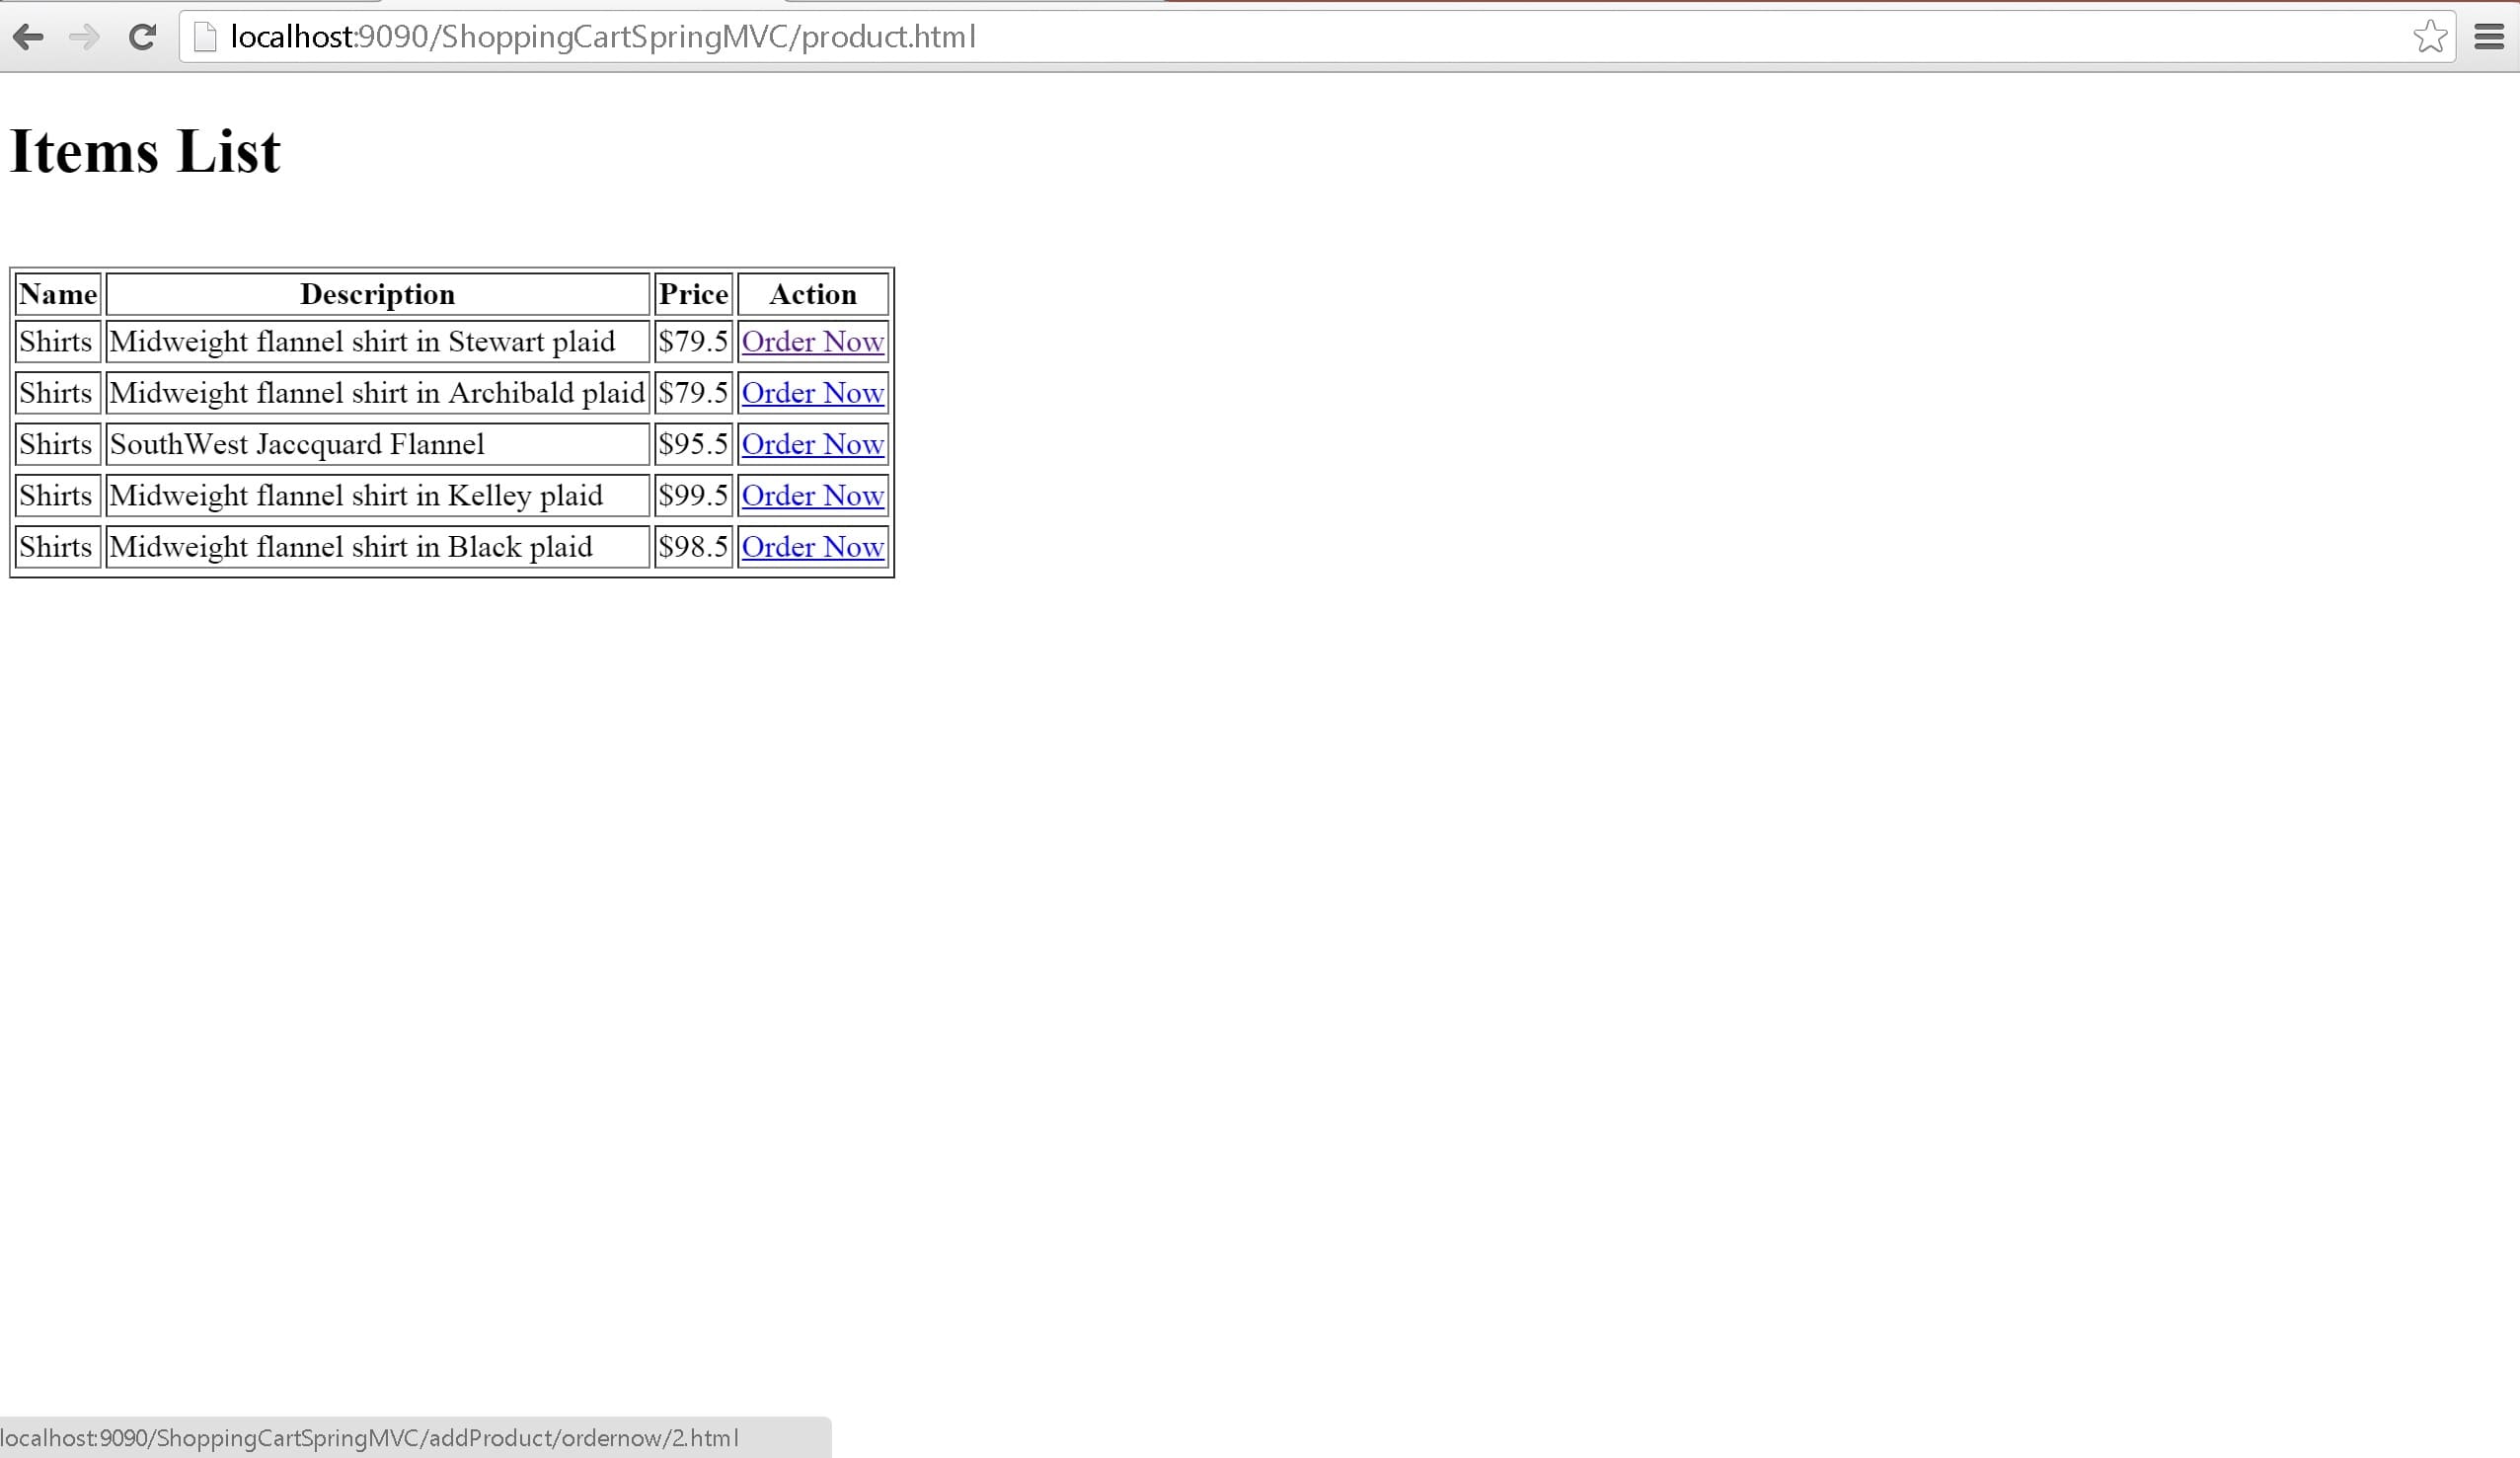 localhost:9090/ShoppingCartSpringMVC/product.html
Items List
Name Description Price Action
Shirts Midweight flannel shirt in Stewart plaid $79.5 Order Now
Shirts Midweight flannel shirt in Archibald plaid $79.5 Order Now
Shirts SouthWest Jaccquard Flannel $95.5 Order Now
Shirts Midweight flannel shirt in Kelley plaid $99.5 Order Now
Shirts Midweight flannel shirt in Black plaid $98.5 Order Now
localhost:9090/ShoppingCartSpringMVC/addProduct/ordernow/2.html